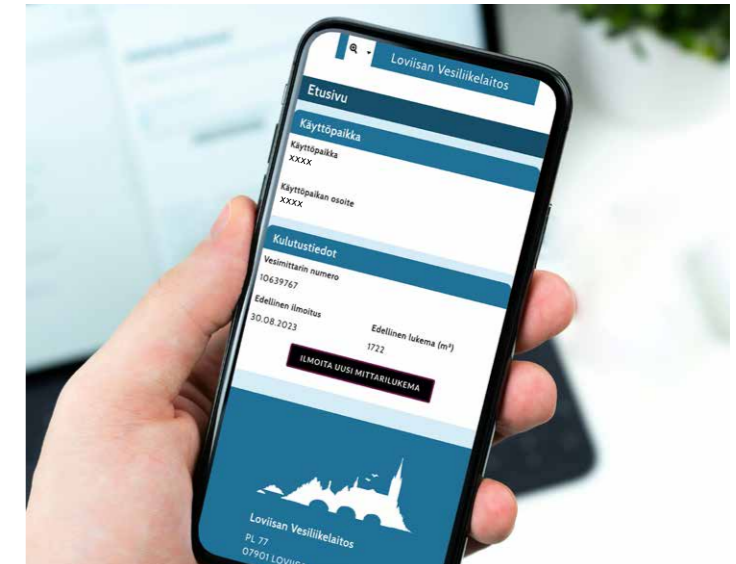 Loviisan Vesiliikelaitos
Etusivu
Käyttöpaikka
Käyttöpaikka
XXXX
Käyttöpaikan osoite
XXXX
Kulutustiedot
Vesimittarin numero
10639767
Edellinen ilmoitus
30.08.2023
Edellinen lukema (m³)
1722
ILMOITA UUSI MITTARILUKEMA
Loviisan Vesiliikelaitos
PL 77
07901